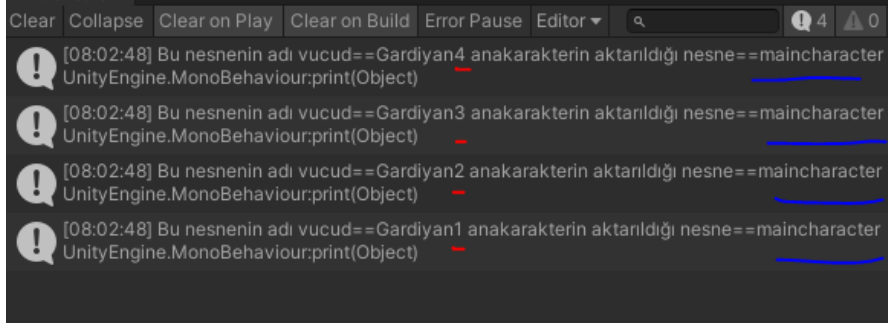 Clear Collapse Clear on Play Clear on Build Error Pause Editor 4 0
[08:02:48] Bu nesnenin adı vucud==Gardiyan4 anakarakterin aktarıldığı nesne==maincharacter
UnityEngine.MonoBehaviour:print(Object)
[08:02:48] Bu nesnenin adı vucud==Gardiyan3 anakarakterin aktarıldığı nesne==maincharacter
UnityEngine.MonoBehaviour:print(Object)
[08:02:48] Bu nesnenin adı vucud==Gardiyan2 anakarakterin aktarıldığı nesne==maincharacter
UnityEngine.MonoBehaviour:print(Object)
[08:02:48] Bu nesnenin adı vucud==Gardiyan1 anakarakterin aktarıldığı nesne==maincharacter
UnityEngine.MonoBehaviour:print(Object)